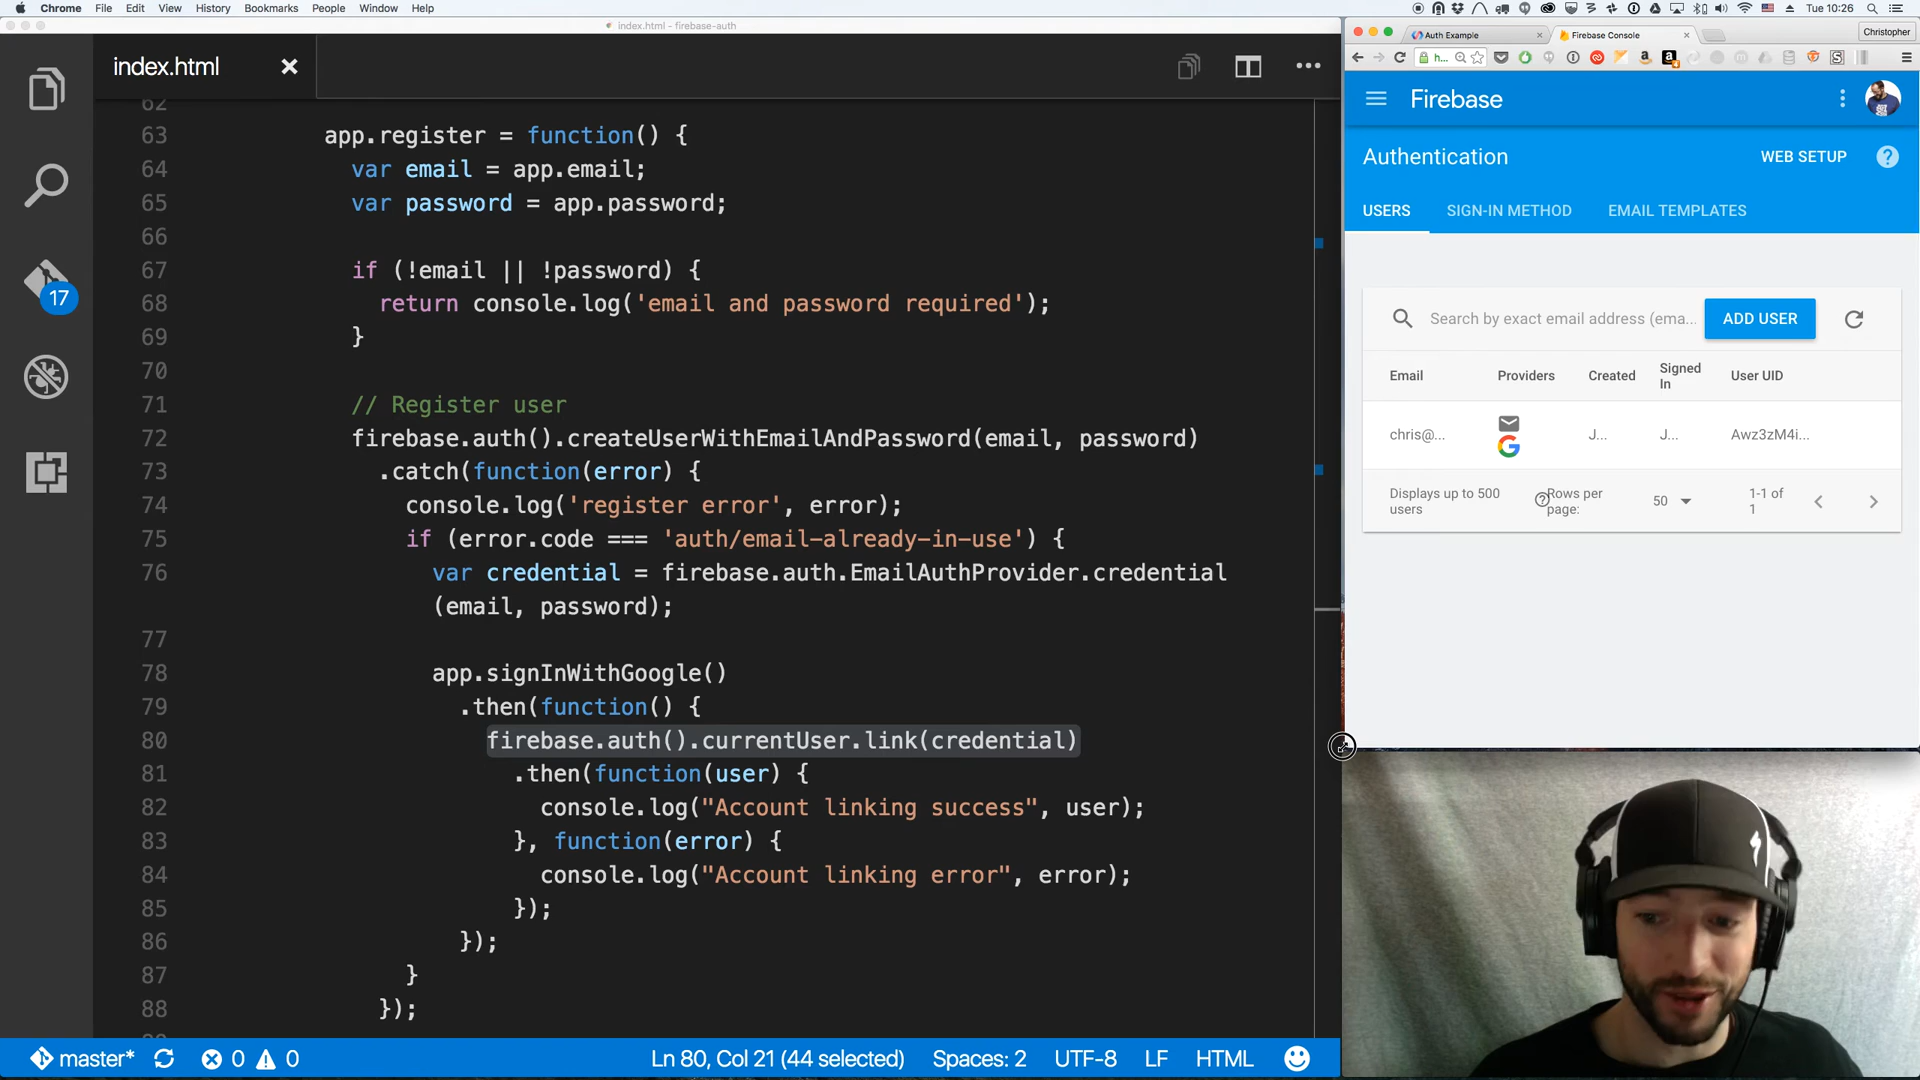 Chrome File Edit View History Bookmarks People Window Help
Tue 10:26
index.html - firebase-auth
index.html
62
63 app.register = function() {
64 var email = app.email;
65 var password = app.password;
66
67 if (!email || !password) {
68 return console.log('email and password required');
69 }
70
71 // Register user
72 firebase.auth().createUserWithEmailAndPassword(email, password)
73 .catch(function(error) {
74 console.log('register error', error);
75 if (error.code === 'auth/email-already-in-use') {
76 var credential = firebase.auth.EmailAuthProvider.credential
(email, password);
77
78 app.signInWithGoogle()
79 .then(function() {
80 firebase.auth().currentUser.link(credential)
81 .then(function(user) {
82 console.log("Account linking success", user);
83 }, function(error) {
84 console.log("Account linking error", error);
85 });
86 });
87 }
88 });
17
master* 0 0 Ln 80, Col 21 (44 selected) Spaces: 2 UTF-8 LF HTML
Auth Example
Firebase Console
Christopher
h...
Firebase
Authentication
WEB SETUP
USERS SIGN-IN METHOD EMAIL TEMPLATES
Search by exact email address (ema...
ADD USER
Email Providers Created Signed In User UID
chris@... J... J... Awz3zM4i...
Displays up to 500 users
Rows per page:
50
1-1 of 1